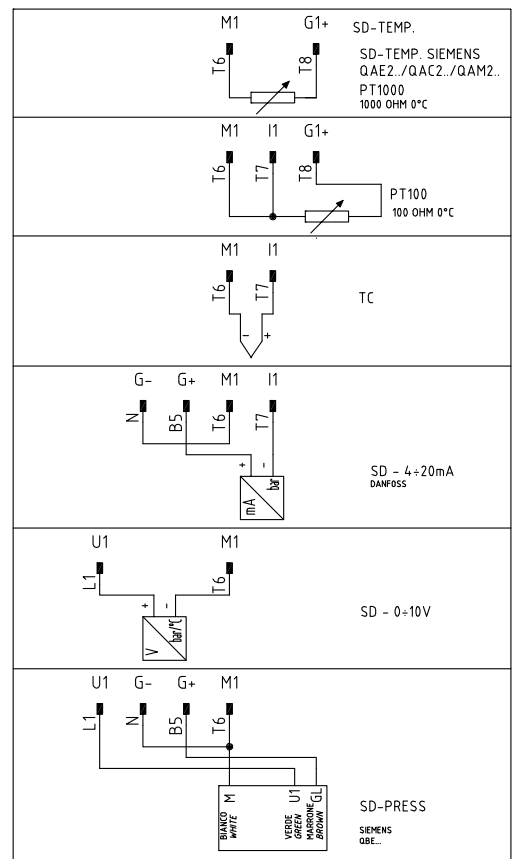 M1 G1+ SD-TEMP.
T6 T8
SD-TEMP. SIEMENS
QAE2../QAC2../QAM2..
PT1000
1000 OHM 0°C
M1 I1 G1+
T6 T7 T8
PT100
100 OHM 0°C
M1 I1
T6 T7
- +
TC
G- G+ M1 I1
N B5 T6 T7
+ -
mA bar
SD - 4÷20mA
DANFOSS
U1 M1
L1 T6
+ -
V bar/°C
SD - 0÷10V
U1 G- G+ M1
L1 N B5 T6
M U1 GL
BIANCO
WHITE
VERDE
GREEN
MARRONE
BROWN
SD-PRESS
SIEMENS
QBE...